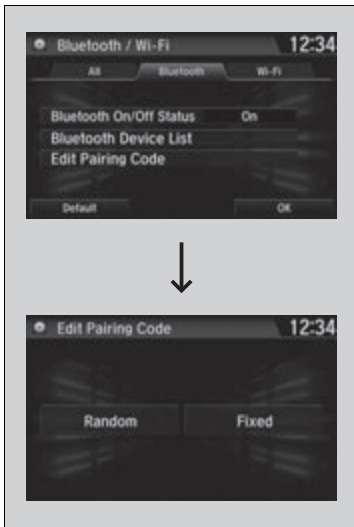 Bluetooth / Wi-Fi 12:34
All Bluetooth Wi-Fi
Bluetooth On/Off Status On
Bluetooth Device List
Edit Pairing Code
Default OK
Edit Pairing Code 12:34
Random Fixed